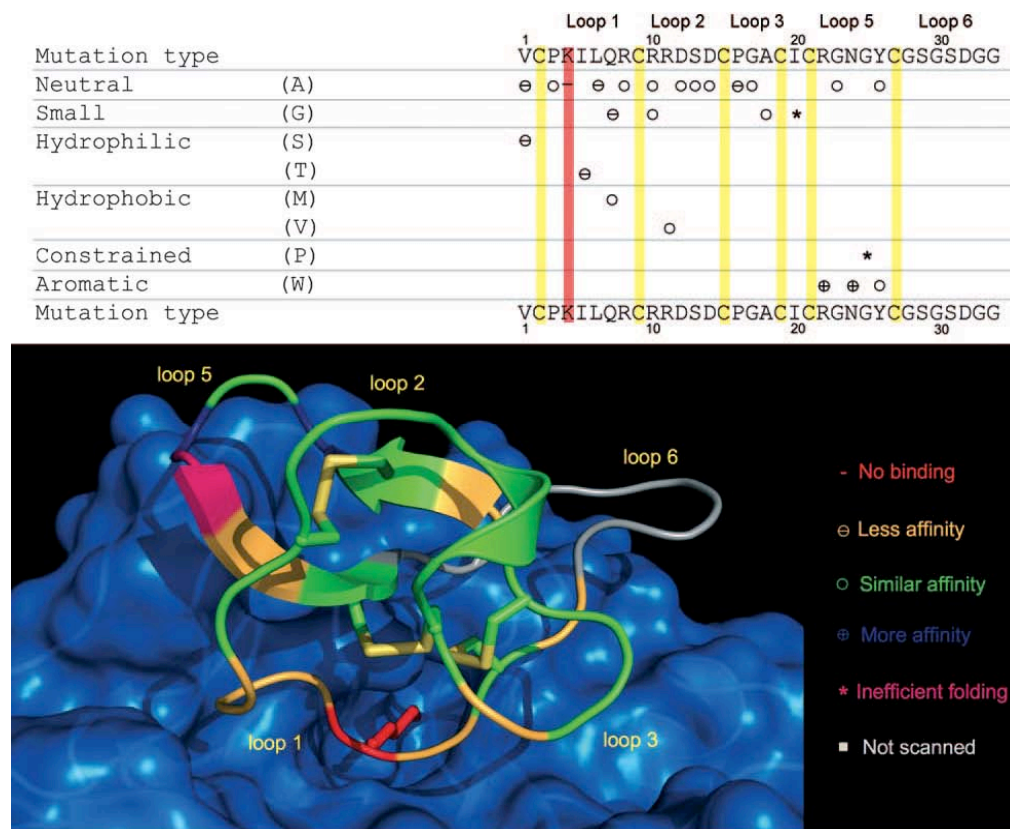 Loop 1 Loop 2 Loop 3 Loop 5 Loop 6
1 10 20 30
Mutation type VCPKILQRCRRDSDCPGACICRGNGYCGSGSDGG
Neutral (A) ⊖ ○ - ⊖ ○ ○ ○ ○ ○ ⊖ ○ ○ ○
Small (G) ⊖ ○ ○ *
Hydrophilic (S) ⊖
(T) ⊖
Hydrophobic (M) ○
(V) ○
Constrained (P) *
Aromatic (W) ⊕ ⊕ ○
Mutation type VCPKILQRCRRDSDCPGACICRGNGYCGSGSDGG
1 10 20 30
loop 5
loop 2
loop 6
loop 1
loop 3
- No binding
⊖ Less affinity
○ Similar affinity
⊕ More affinity
* Inefficient folding
■ Not scanned